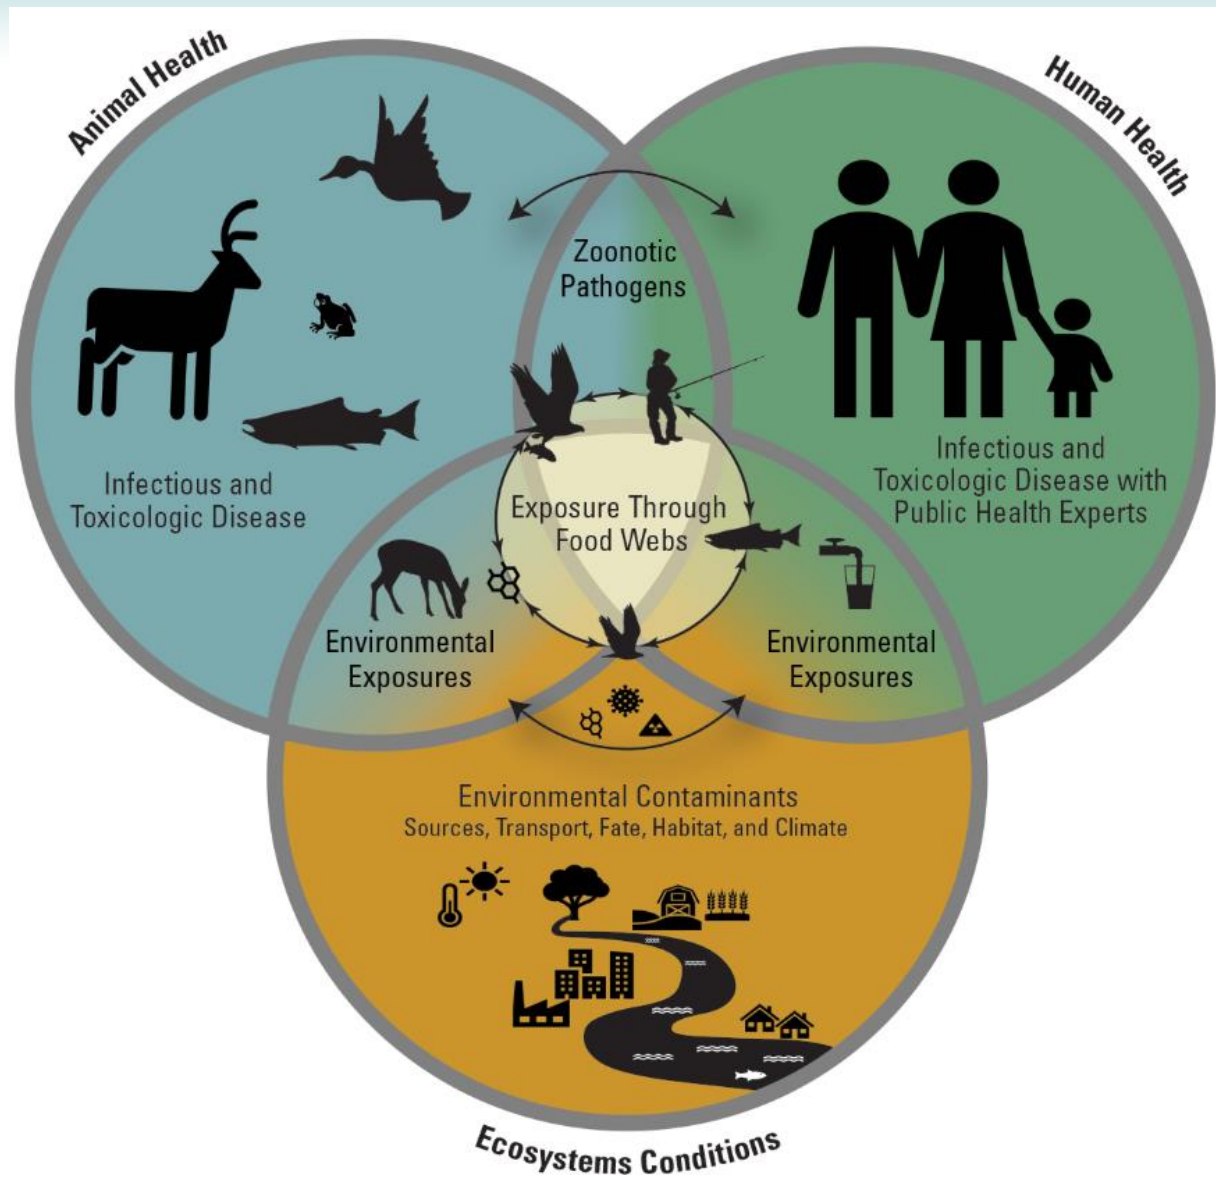 Animal Health
Human Health
Zoonotic
Pathogens
Infectious and
Toxicologic Disease with
Public Health Experts
Infectious and
Toxicologic Disease
Exposure Through
Food Webs
Environmental
Exposures
Environmental
Exposures
Environmental Contaminants
Sources, Transport, Fate, Habitat, and Climate
Ecosystems Conditions